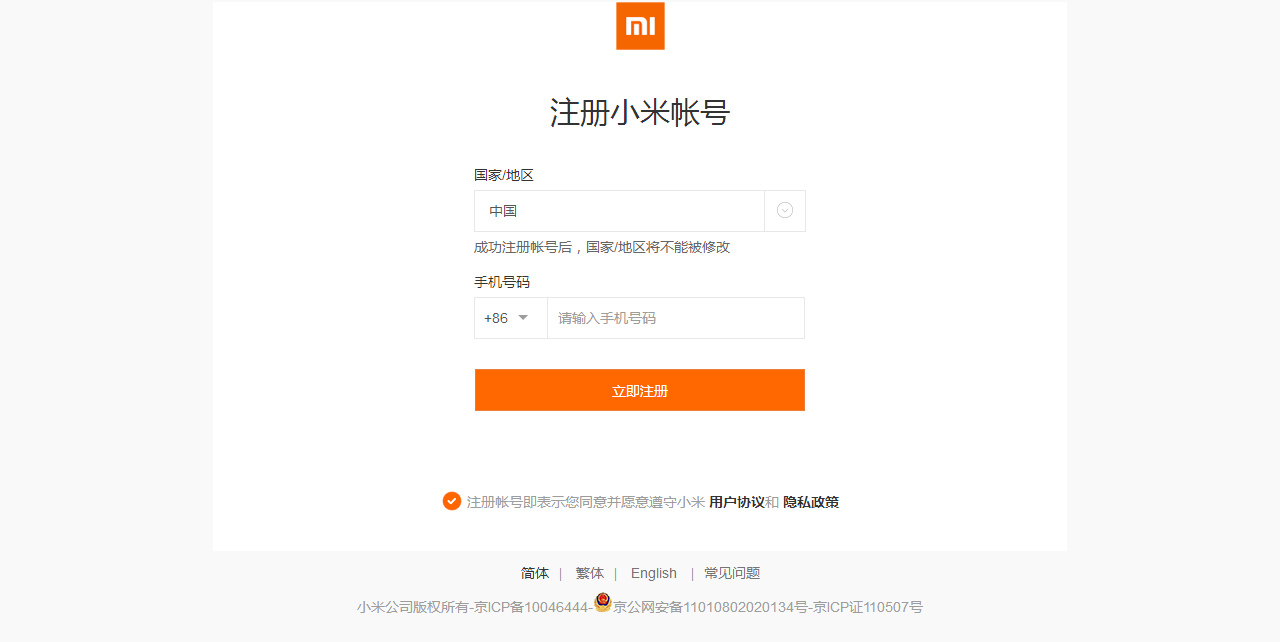 mi
注册小米帐号
国家/地区
中国
成功注册帐号后，国家/地区将不能被修改
手机号码
+86 请输入手机号码
立即注册
注册帐号即表示您同意并愿意遵守小米 用户协议和 隐私政策
简体 | 繁体 | English | 常见问题
小米公司版权所有-京ICP备10046444-京公网安备11010802020134号-京ICP证110507号